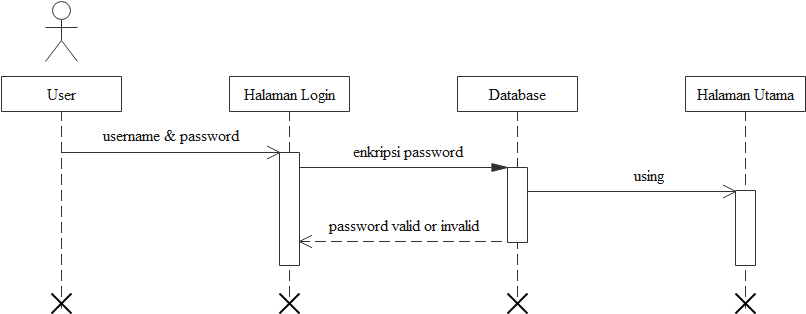 User
Halaman Login
Database
Halaman Utama
username & password
enkripsi password
using
password valid or invalid